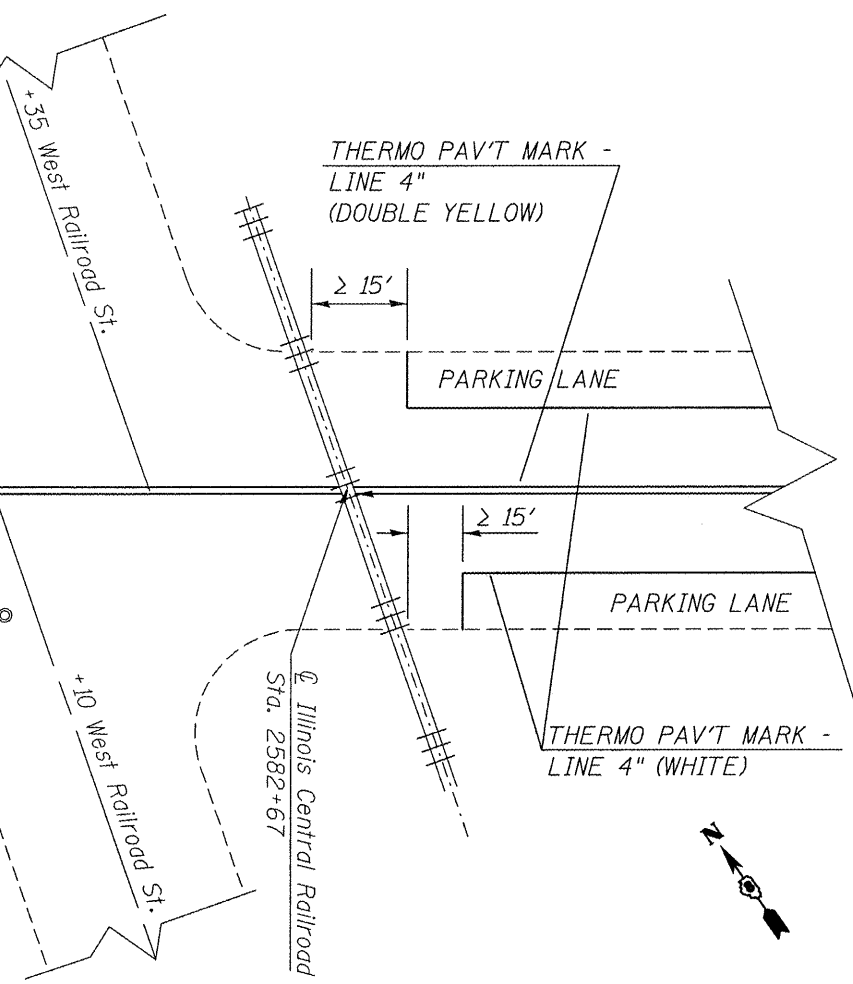 +35 West Railroad St.
THERMO PAV'T MARK -
LINE 4"
(DOUBLE YELLOW)
≥ 15'
PARKING LANE
≥ 15'
PARKING LANE
+10 West Railroad St.
℄ Illinois Central Railroad
Sta. 2582+67
THERMO PAV'T MARK -
LINE 4" (WHITE)
N